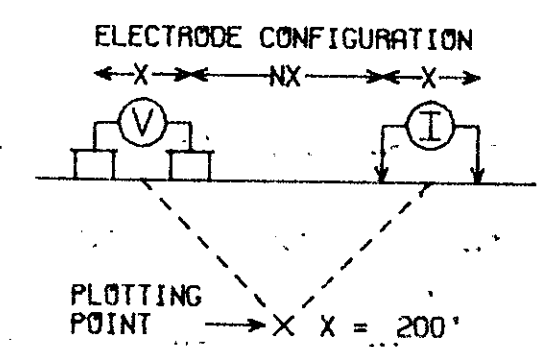 ELECTRODE CONFIGURATION
X NX X
V I
PLOTTING
POINT X X = 200'